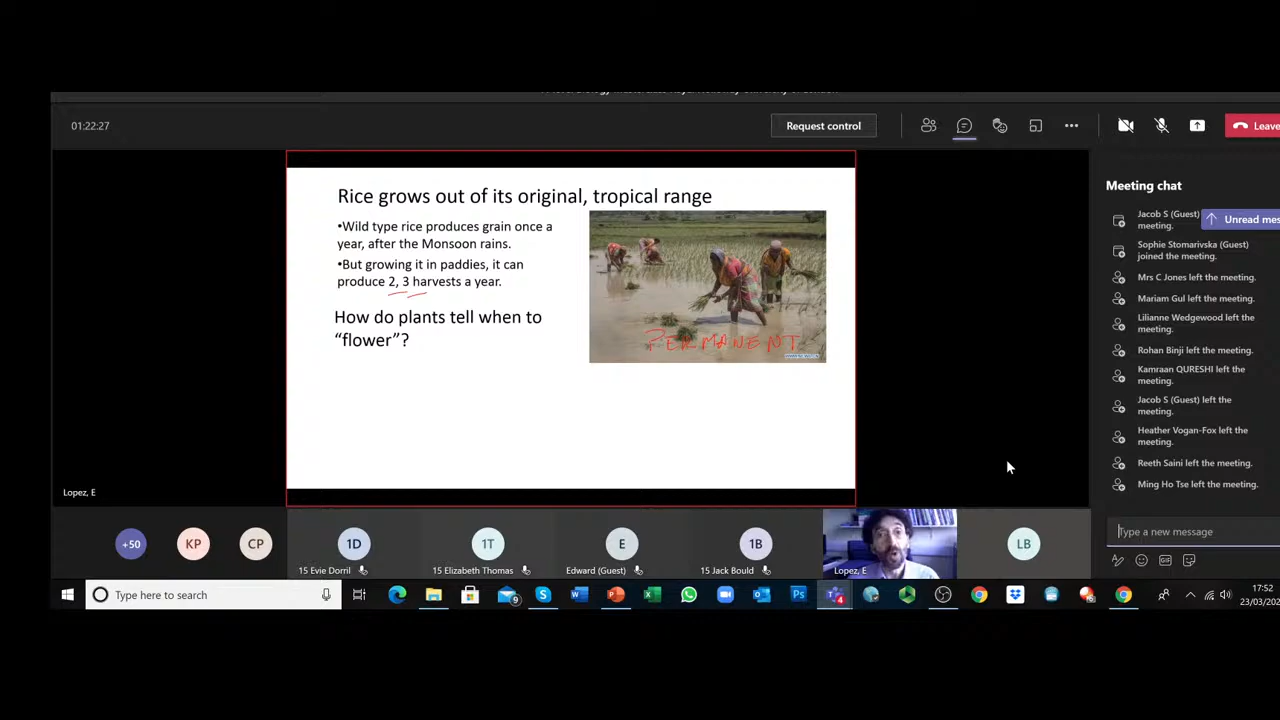 01:22:27
Request control
Leave
Rice grows out of its original, tropical range
•Wild type rice produces grain once a
year, after the Monsoon rains.
•But growing it in paddies, it can
produce 2, 3 harvests a year.
How do plants tell when to
“flower”?
PERMANENT
Lopez, E
Meeting chat
Jacob S (Guest)
meeting.
Unread mes
Sophie Stomarivska (Guest)
joined the meeting.
Mrs C Jones left the meeting.
Mariam Gul left the meeting.
Lilianne Wedgewood left the
meeting.
Rohan Binji left the meeting.
Kamraan QURESHI left the
meeting.
Jacob S (Guest) left the
meeting.
Heather Vogan-Fox left the
meeting.
Reeth Saini left the meeting.
Ming Ho Tse left the meeting.
Type a new message
+50
KP
CP
1D
15 Evie Dorril
1T
15 Elizabeth Thomas
E
Edward (Guest)
1B
15 Jack Bould
Lopez, E
LB
Type here to search
9
4
17:52
23/03/202